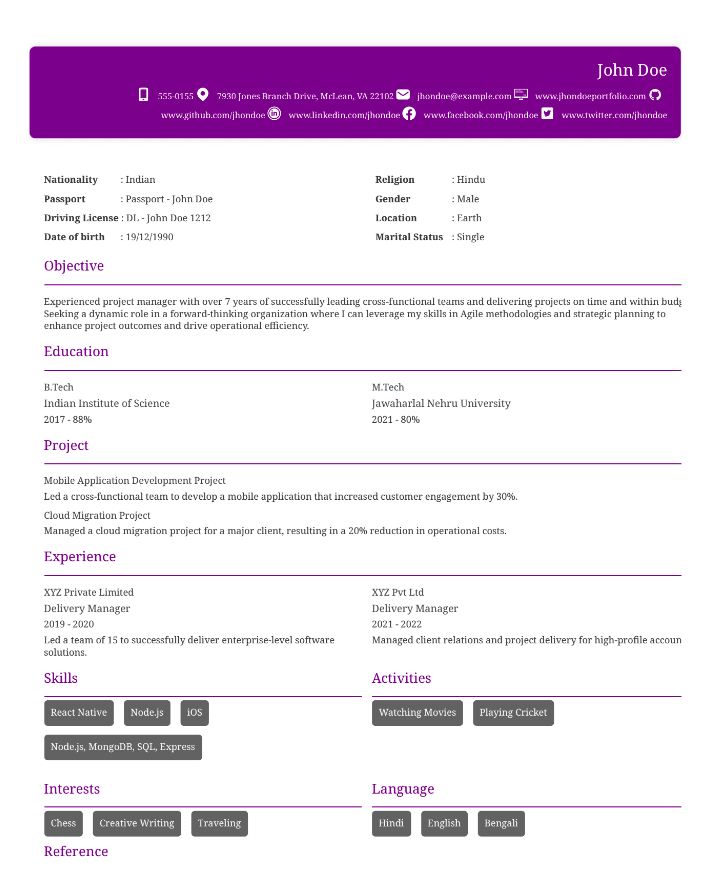 John Doe
555-0155 7930 Jones Branch Drive, McLean, VA 22102 jhondoe@example.com www.jhondoeportfolio.com
www.github.com/jhondoe www.linkedin.com/jhondoe www.facebook.com/jhondoe www.twitter.com/jhondoe
Nationality : Indian
Religion : Hindu
Passport : Passport - John Doe
Gender : Male
Driving License : DL - John Doe 1212
Location : Earth
Date of birth : 19/12/1990
Marital Status : Single
Objective
Experienced project manager with over 7 years of successfully leading cross-functional teams and delivering projects on time and within
Seeking a dynamic role in a forward-thinking organization where I can leverage my skills in Agile methodologies and strategic planning to
enhance project outcomes and drive operational efficiency.
Education
B.Tech
Indian Institute of Science
2017 - 88%
M.Tech
Jawaharlal Nehru University
2021 - 80%
Project
Mobile Application Development Project
Led a cross-functional team to develop a mobile application that increased customer engagement by 30%.
Cloud Migration Project
Managed a cloud migration project for a major client, resulting in a 20% reduction in operational costs.
Experience
XYZ Private Limited
Delivery Manager
2019 - 2020
Led a team of 15 to successfully deliver enterprise-level software
solutions.
XYZ Pvt Ltd
Delivery Manager
2021 - 2022
Managed client relations and project delivery for high-profile accoun
Skills
React Native
Node.js
iOS
Node.js, MongoDB, SQL, Express
Activities
Watching Movies
Playing Cricket
Interests
Chess
Creative Writing
Traveling
Language
Hindi
English
Bengali
Reference